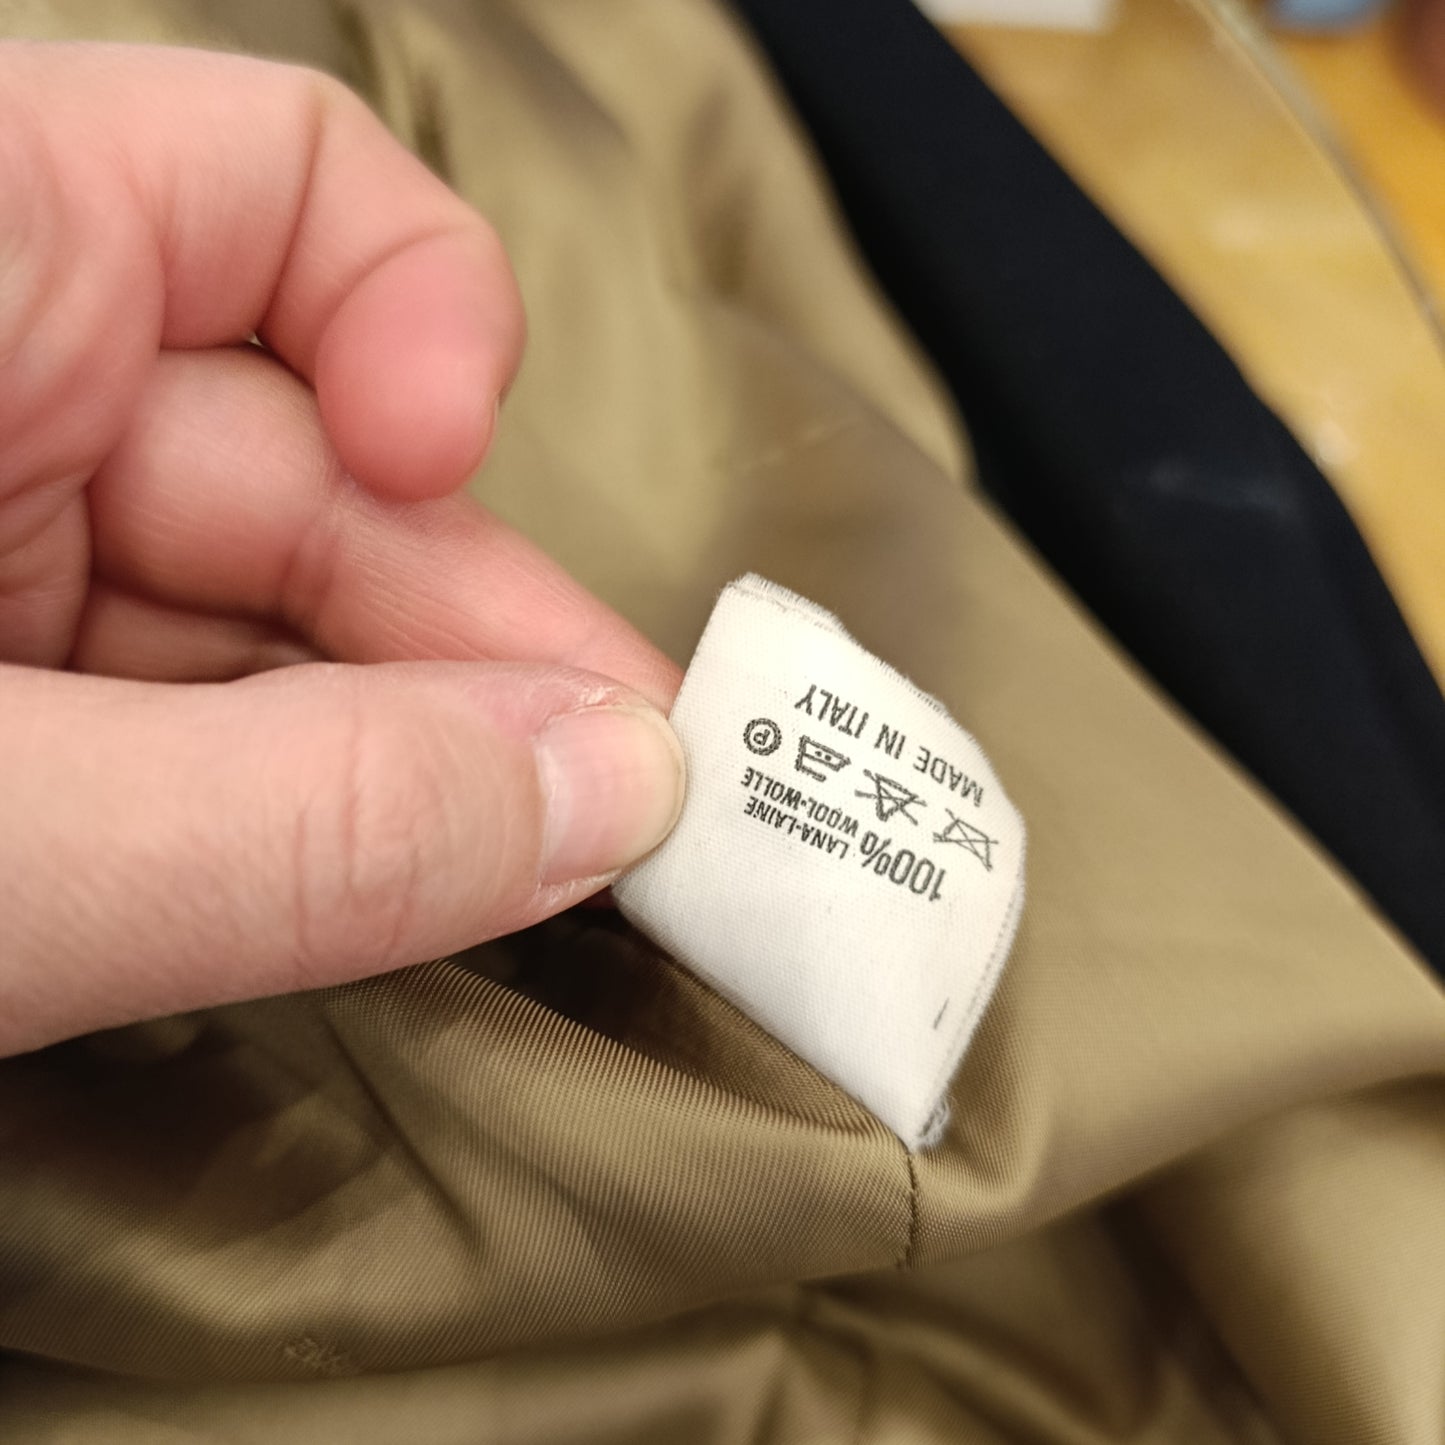 100% LANA-LAINE
WOOL-WOLLE
P
MADE IN ITALY